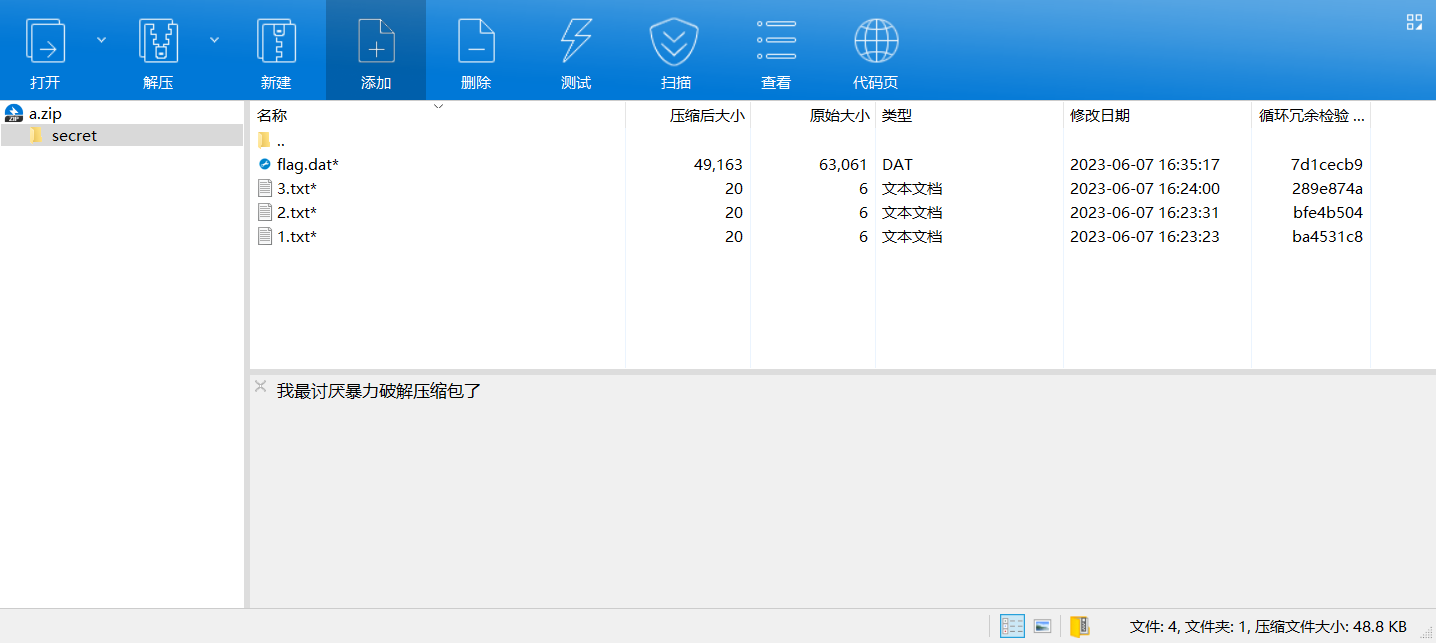 打开 解压 新建 添加 删除 测试 扫描 查看 代码页
a.zip
secret
名称 压缩后大小 原始大小 类型 修改日期 循环冗余检验 ...
..
flag.dat* 49,163 63,061 DAT 2023-06-07 16:35:17 7d1cecb9
3.txt* 20 6 文本文档 2023-06-07 16:24:00 289e874a
2.txt* 20 6 文本文档 2023-06-07 16:23:31 bfe4b504
1.txt* 20 6 文本文档 2023-06-07 16:23:23 ba4531c8
我最讨厌暴力破解压缩包了
文件: 4, 文件夹: 1, 压缩文件大小: 48.8 KB